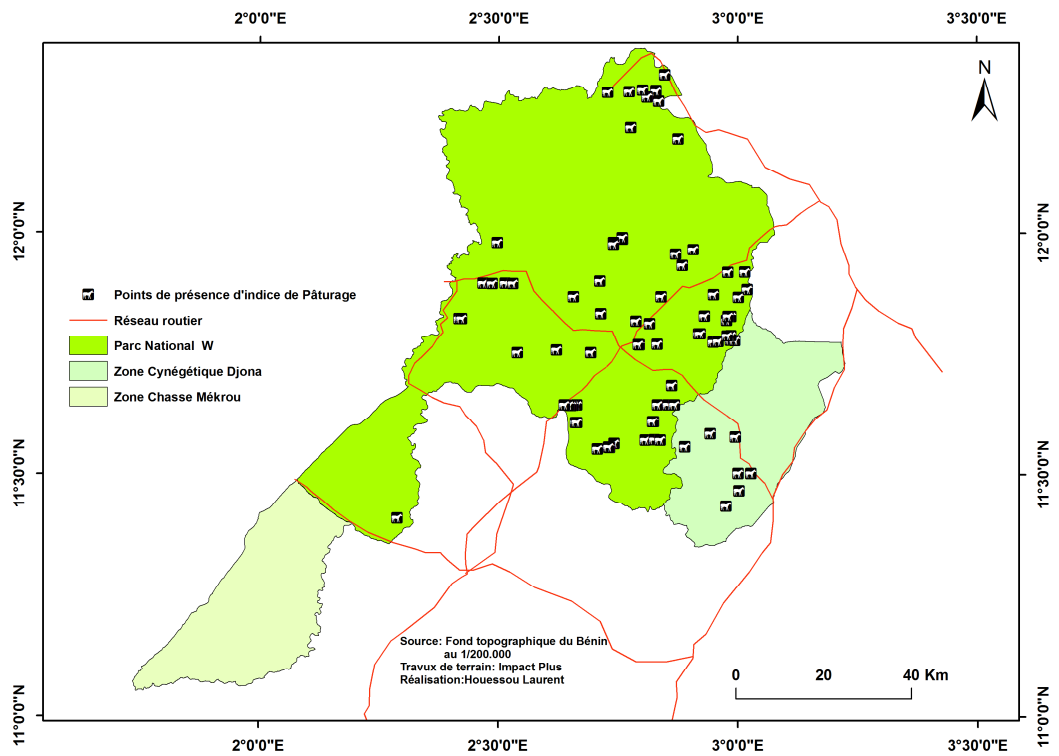 2°0'0"E 2°30'0"E 3°0'0"E 3°30'0"E
N
12°0'0"N 12°0'0"N
Points de présence d'indice de Pâturage
Réseau routier
Parc National W
Zone Cynégétique Djona
Zone Chasse Mékrou
11°30'0"N 11°30'0"N
Source: Fond topographique du Bénin
au 1/200.000
Travux de terrain: Impact Plus
Réalisation:Houessou Laurent
0 20 40 Km
11°0'0"N 11°0'0"N
2°0'0"E 2°30'0"E 3°0'0"E 3°30'0"E